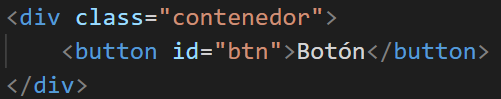 <div class="contenedor">
    <button id="btn">Botón</button>
</div>